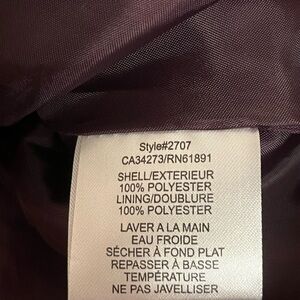 Style#2707
CA34273/RN61891
SHELL/EXTERIEUR
100% POLYESTER
LINING/DOUBLURE
100% POLYESTER
LAVER A LA MAIN
EAU FROIDE
SÉCHER À FOND PLAT
REPASSER À BASSE
TEMPÉRATURE
NE PAS JAVELLISER